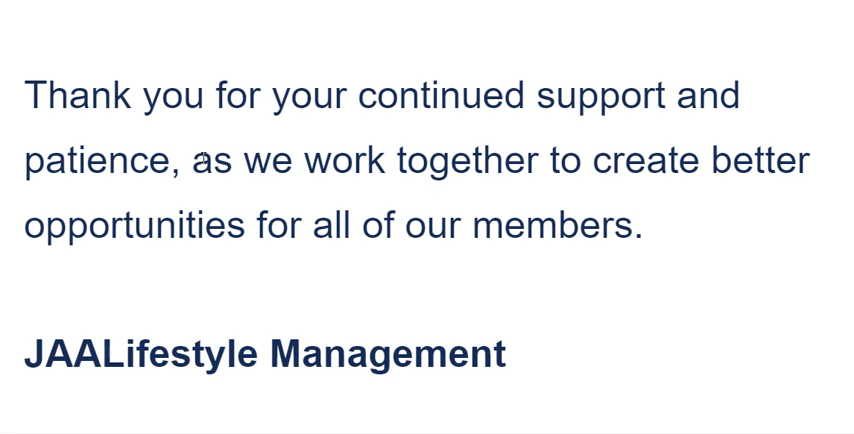 Thank you for your continued support and
patience, as we work together to create better
opportunities for all of our members.
JAALifestyle Management